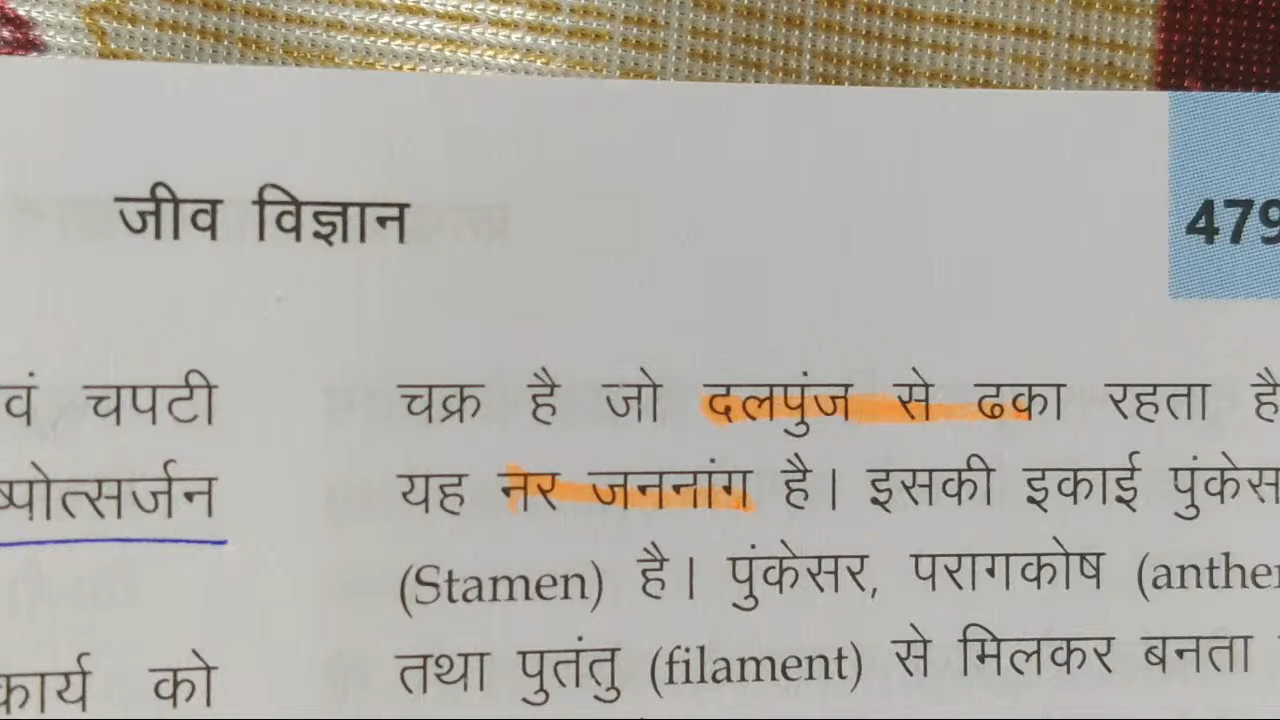 जीव विज्ञान
479
वं चपटी
ष्पोत्सर्जन
कार्य को
चक्र है जो दलपुंज से ढका रहता है
यह नर जननांग है। इसकी इकाई पुंकेस
(Stamen) है। पुंकेसर, परागकोष (anther
तथा पुतंतु (filament) से मिलकर बनता